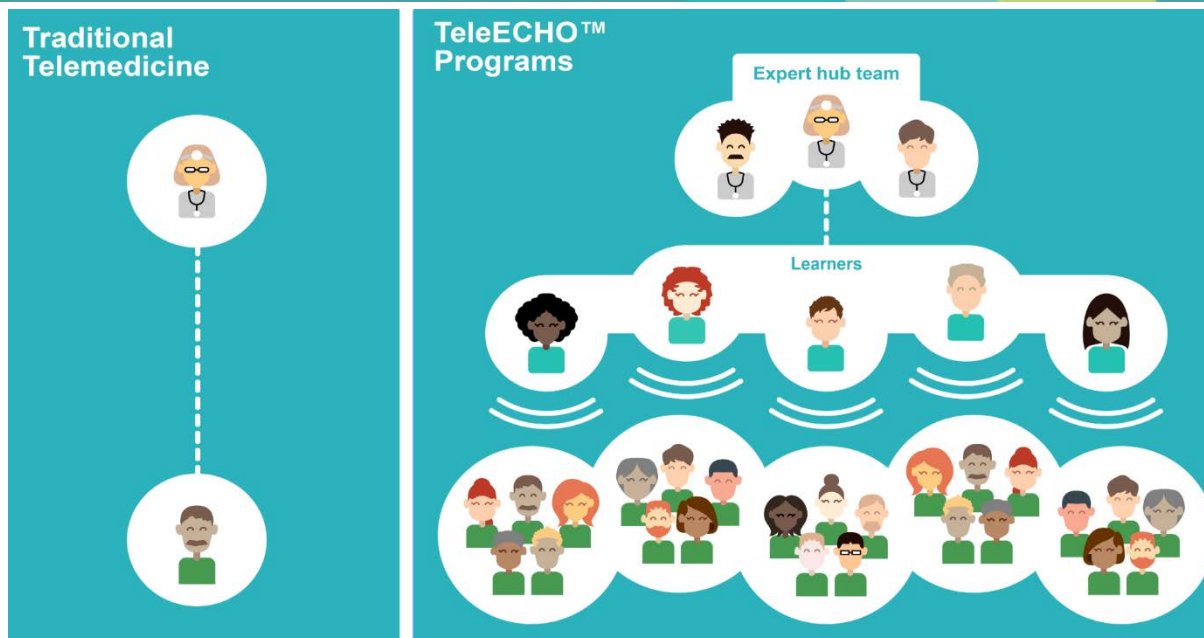 Traditional
Telemedicine
TeleECHO™
Programs
Expert hub team
Learners